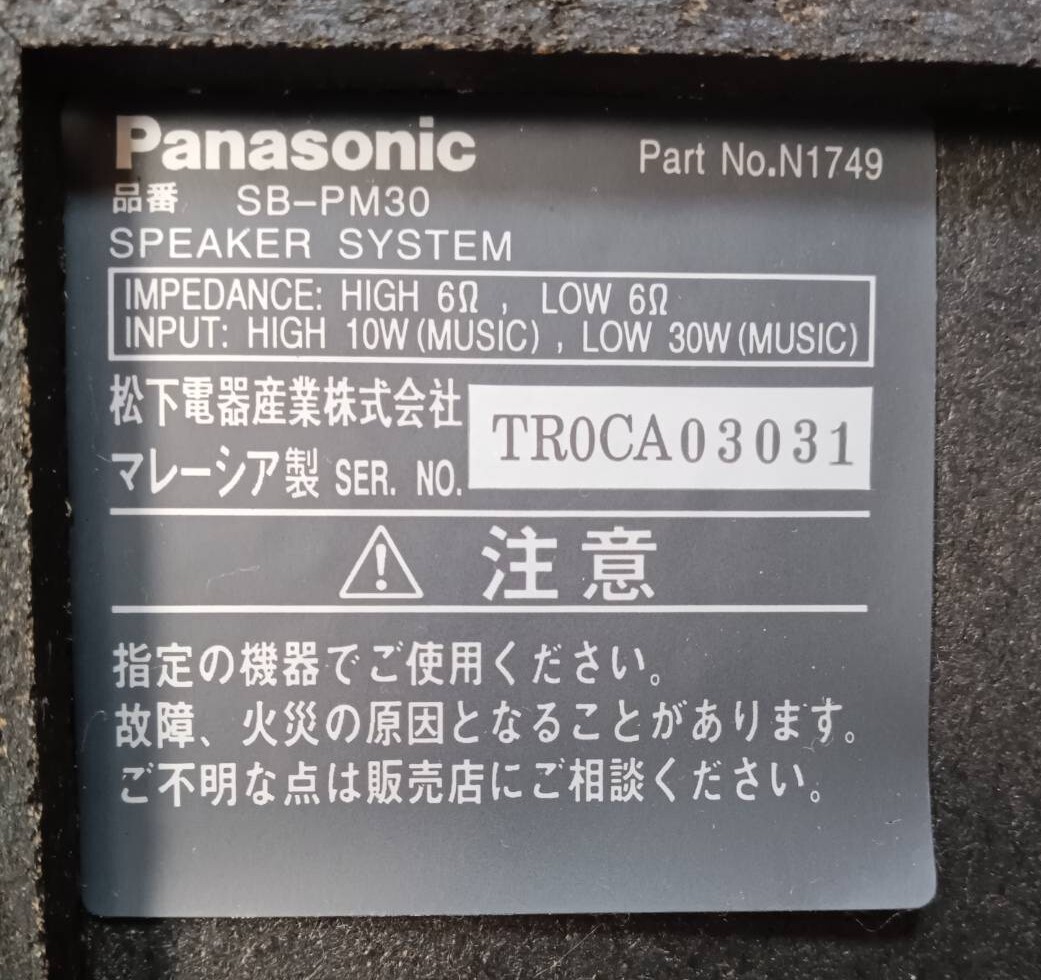 Panasonic
Part No.N1749
品番 SB-PM30
SPEAKER SYSTEM
IMPEDANCE: HIGH 6Ω , LOW 6Ω
INPUT: HIGH 10W (MUSIC) , LOW 30W (MUSIC)
松下電器産業株式会社
マレーシア製 SER. NO. TR0CA03031
注意
指定の機器でご使用ください。
故障、火災の原因となることがあります。
ご不明な点は販売店にご相談ください。